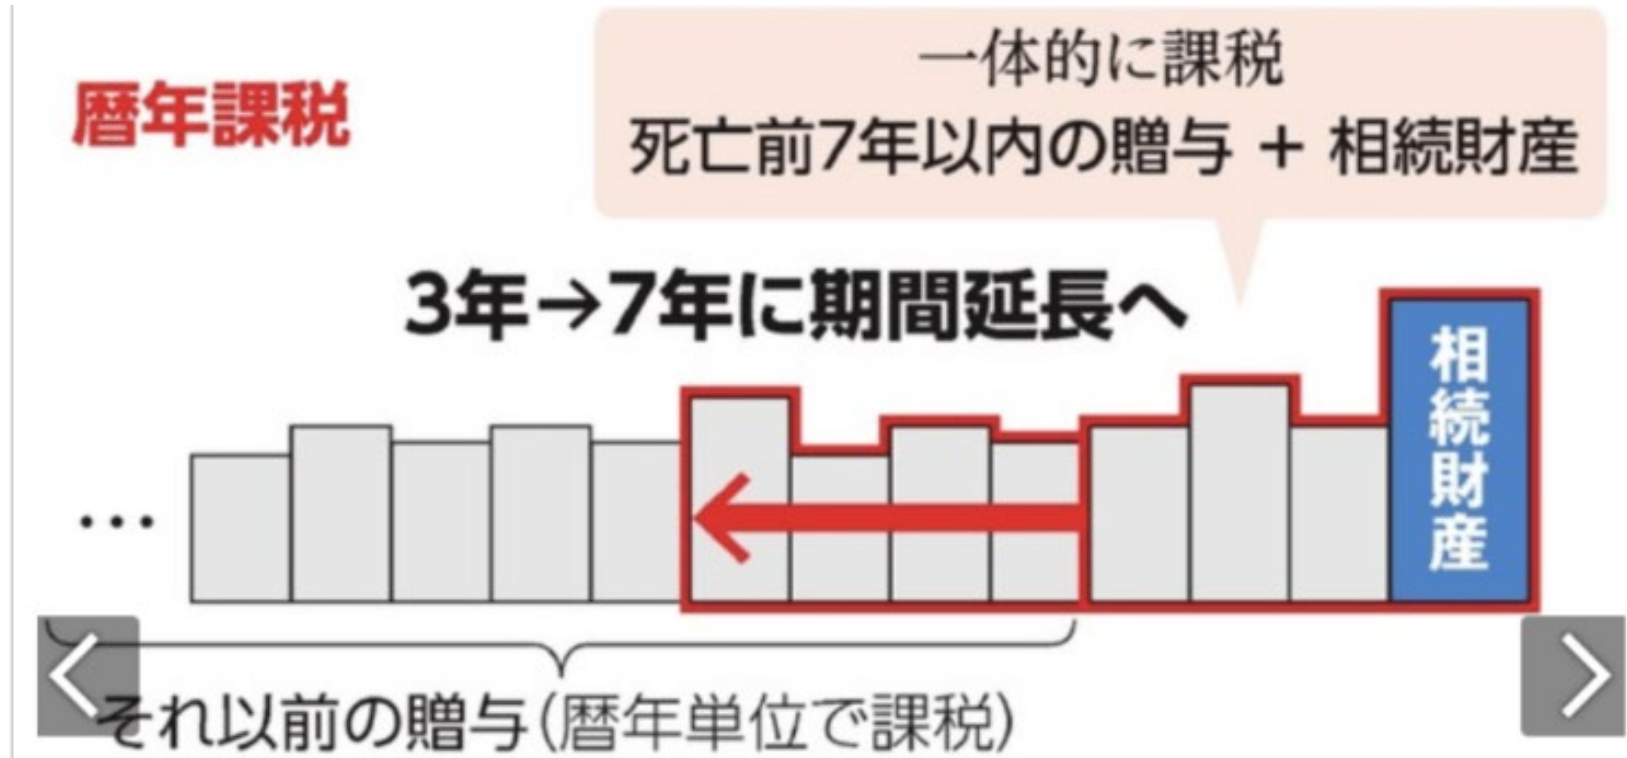 暦年課税
一体的に課税
死亡前7年以内の贈与 + 相続財産
3年→7年に期間延長へ
相続財産
…
それ以前の贈与(暦年単位で課税)